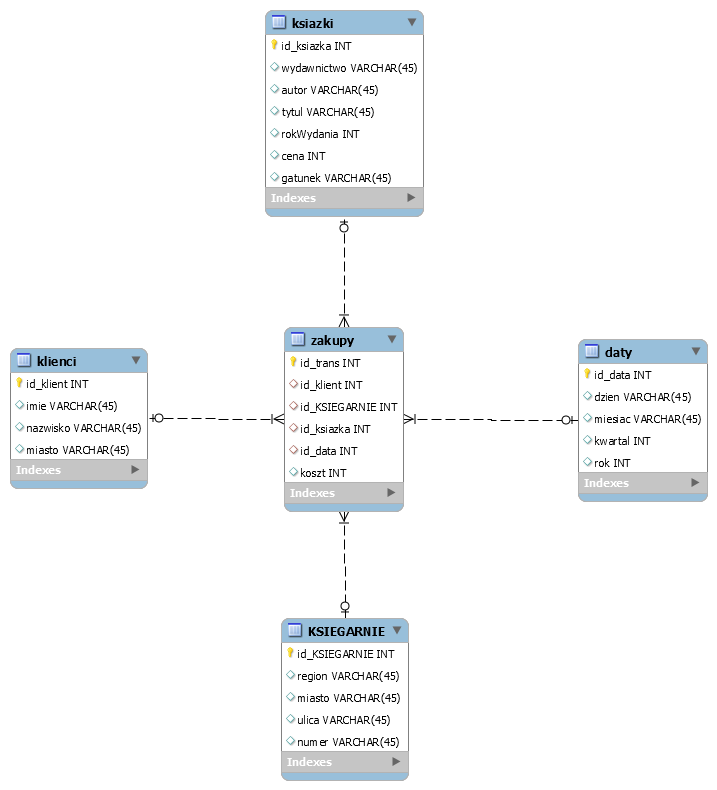 ksiazki
id_ksiazka INT
wydawnictwo VARCHAR(45)
autor VARCHAR(45)
tytul VARCHAR(45)
rokWydania INT
cena INT
gatunek VARCHAR(45)
Indexes
klienci
id_klient INT
imie VARCHAR(45)
nazwisko VARCHAR(45)
miasto VARCHAR(45)
Indexes
zakupy
id_trans INT
id_klient INT
id_KSIEGARNIE INT
id_ksiazka INT
id_data INT
koszt INT
Indexes
daty
id_data INT
dzien VARCHAR(45)
miesiac VARCHAR(45)
kwartal INT
rok INT
Indexes
KSIEGARNIE
id_KSIEGARNIE INT
region VARCHAR(45)
miasto VARCHAR(45)
ulica VARCHAR(45)
numer VARCHAR(45)
Indexes